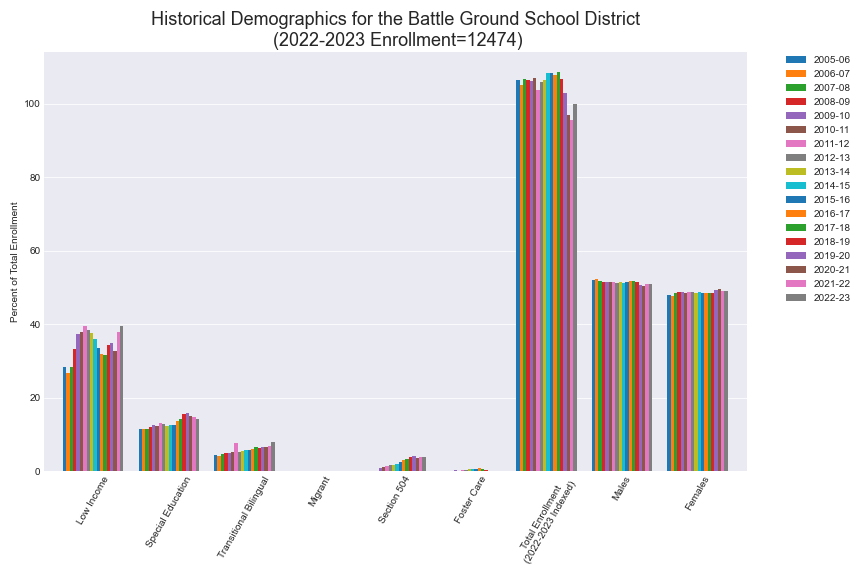 Historical Demographics for the Battle Ground School District
(2022-2023 Enrollment=12474)
Percent of Total Enrollment
100
80
60
40
20
0
Low Income
Special Education
Transitional Bilingual
Migrant
Section 504
Foster Care
Total Enrollment
(2022-2023 Indexed)
Males
Females
2005-06
2006-07
2007-08
2008-09
2009-10
2010-11
2011-12
2012-13
2013-14
2014-15
2015-16
2016-17
2017-18
2018-19
2019-20
2020-21
2021-22
2022-23